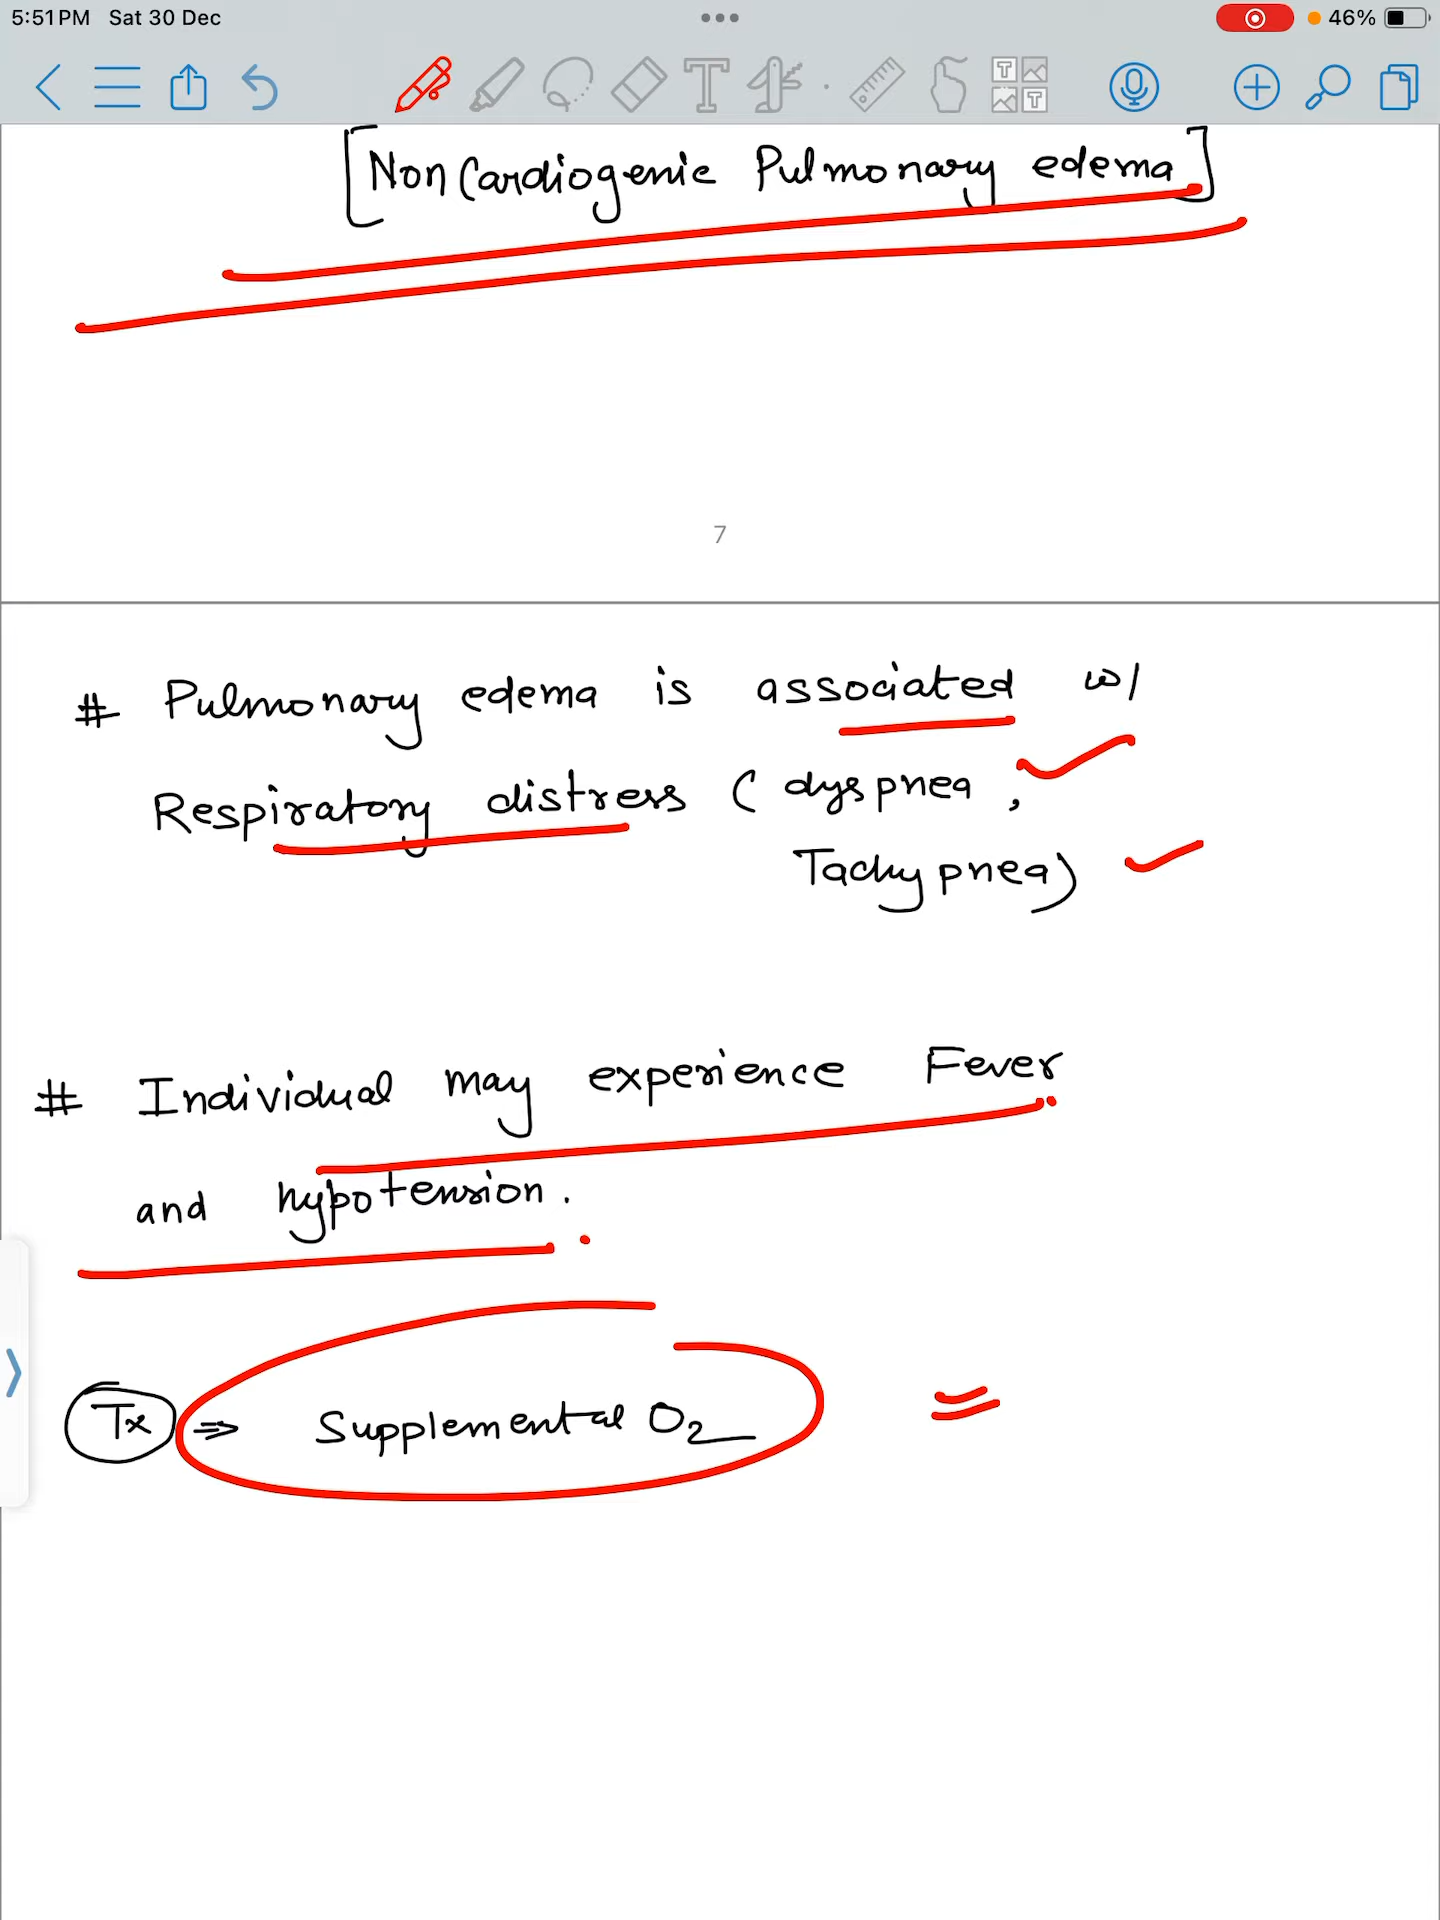 5:51 PM Sat 30 Dec
46%
[Non Cardiogenic Pulmonary edema]
7
# Pulmonary edema is associated w/
Respiratory distress ( dyspnea ,
Tachypnea)
# Individual may experience Fever
and hypotension.
Tx ⇒ Supplemental O2